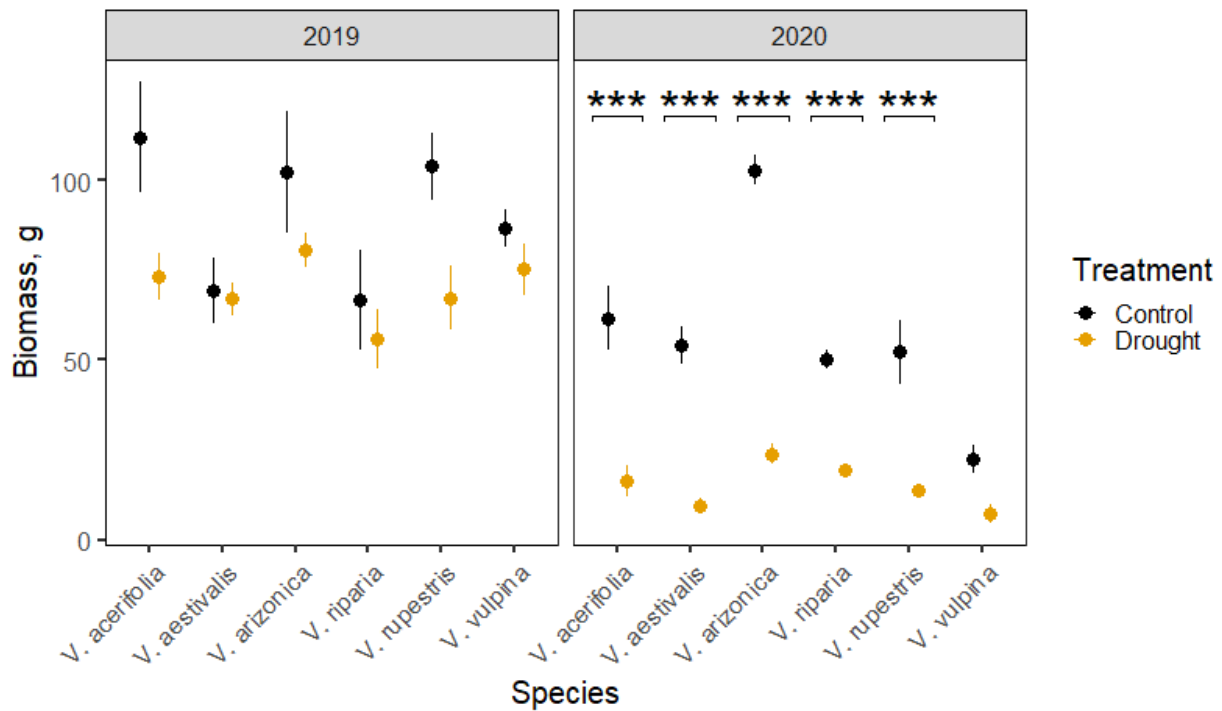 2019
2020
*** *** *** *** ***
Biomass, g
100
50
0
V. acerifolia
V. aestivalis
V. arizonica
V. riparia
V. rupestris
V. vulpina
V. acerifolia
V. aestivalis
V. arizonica
V. riparia
V. rupestris
V. vulpina
Species
Treatment
Control
Drought